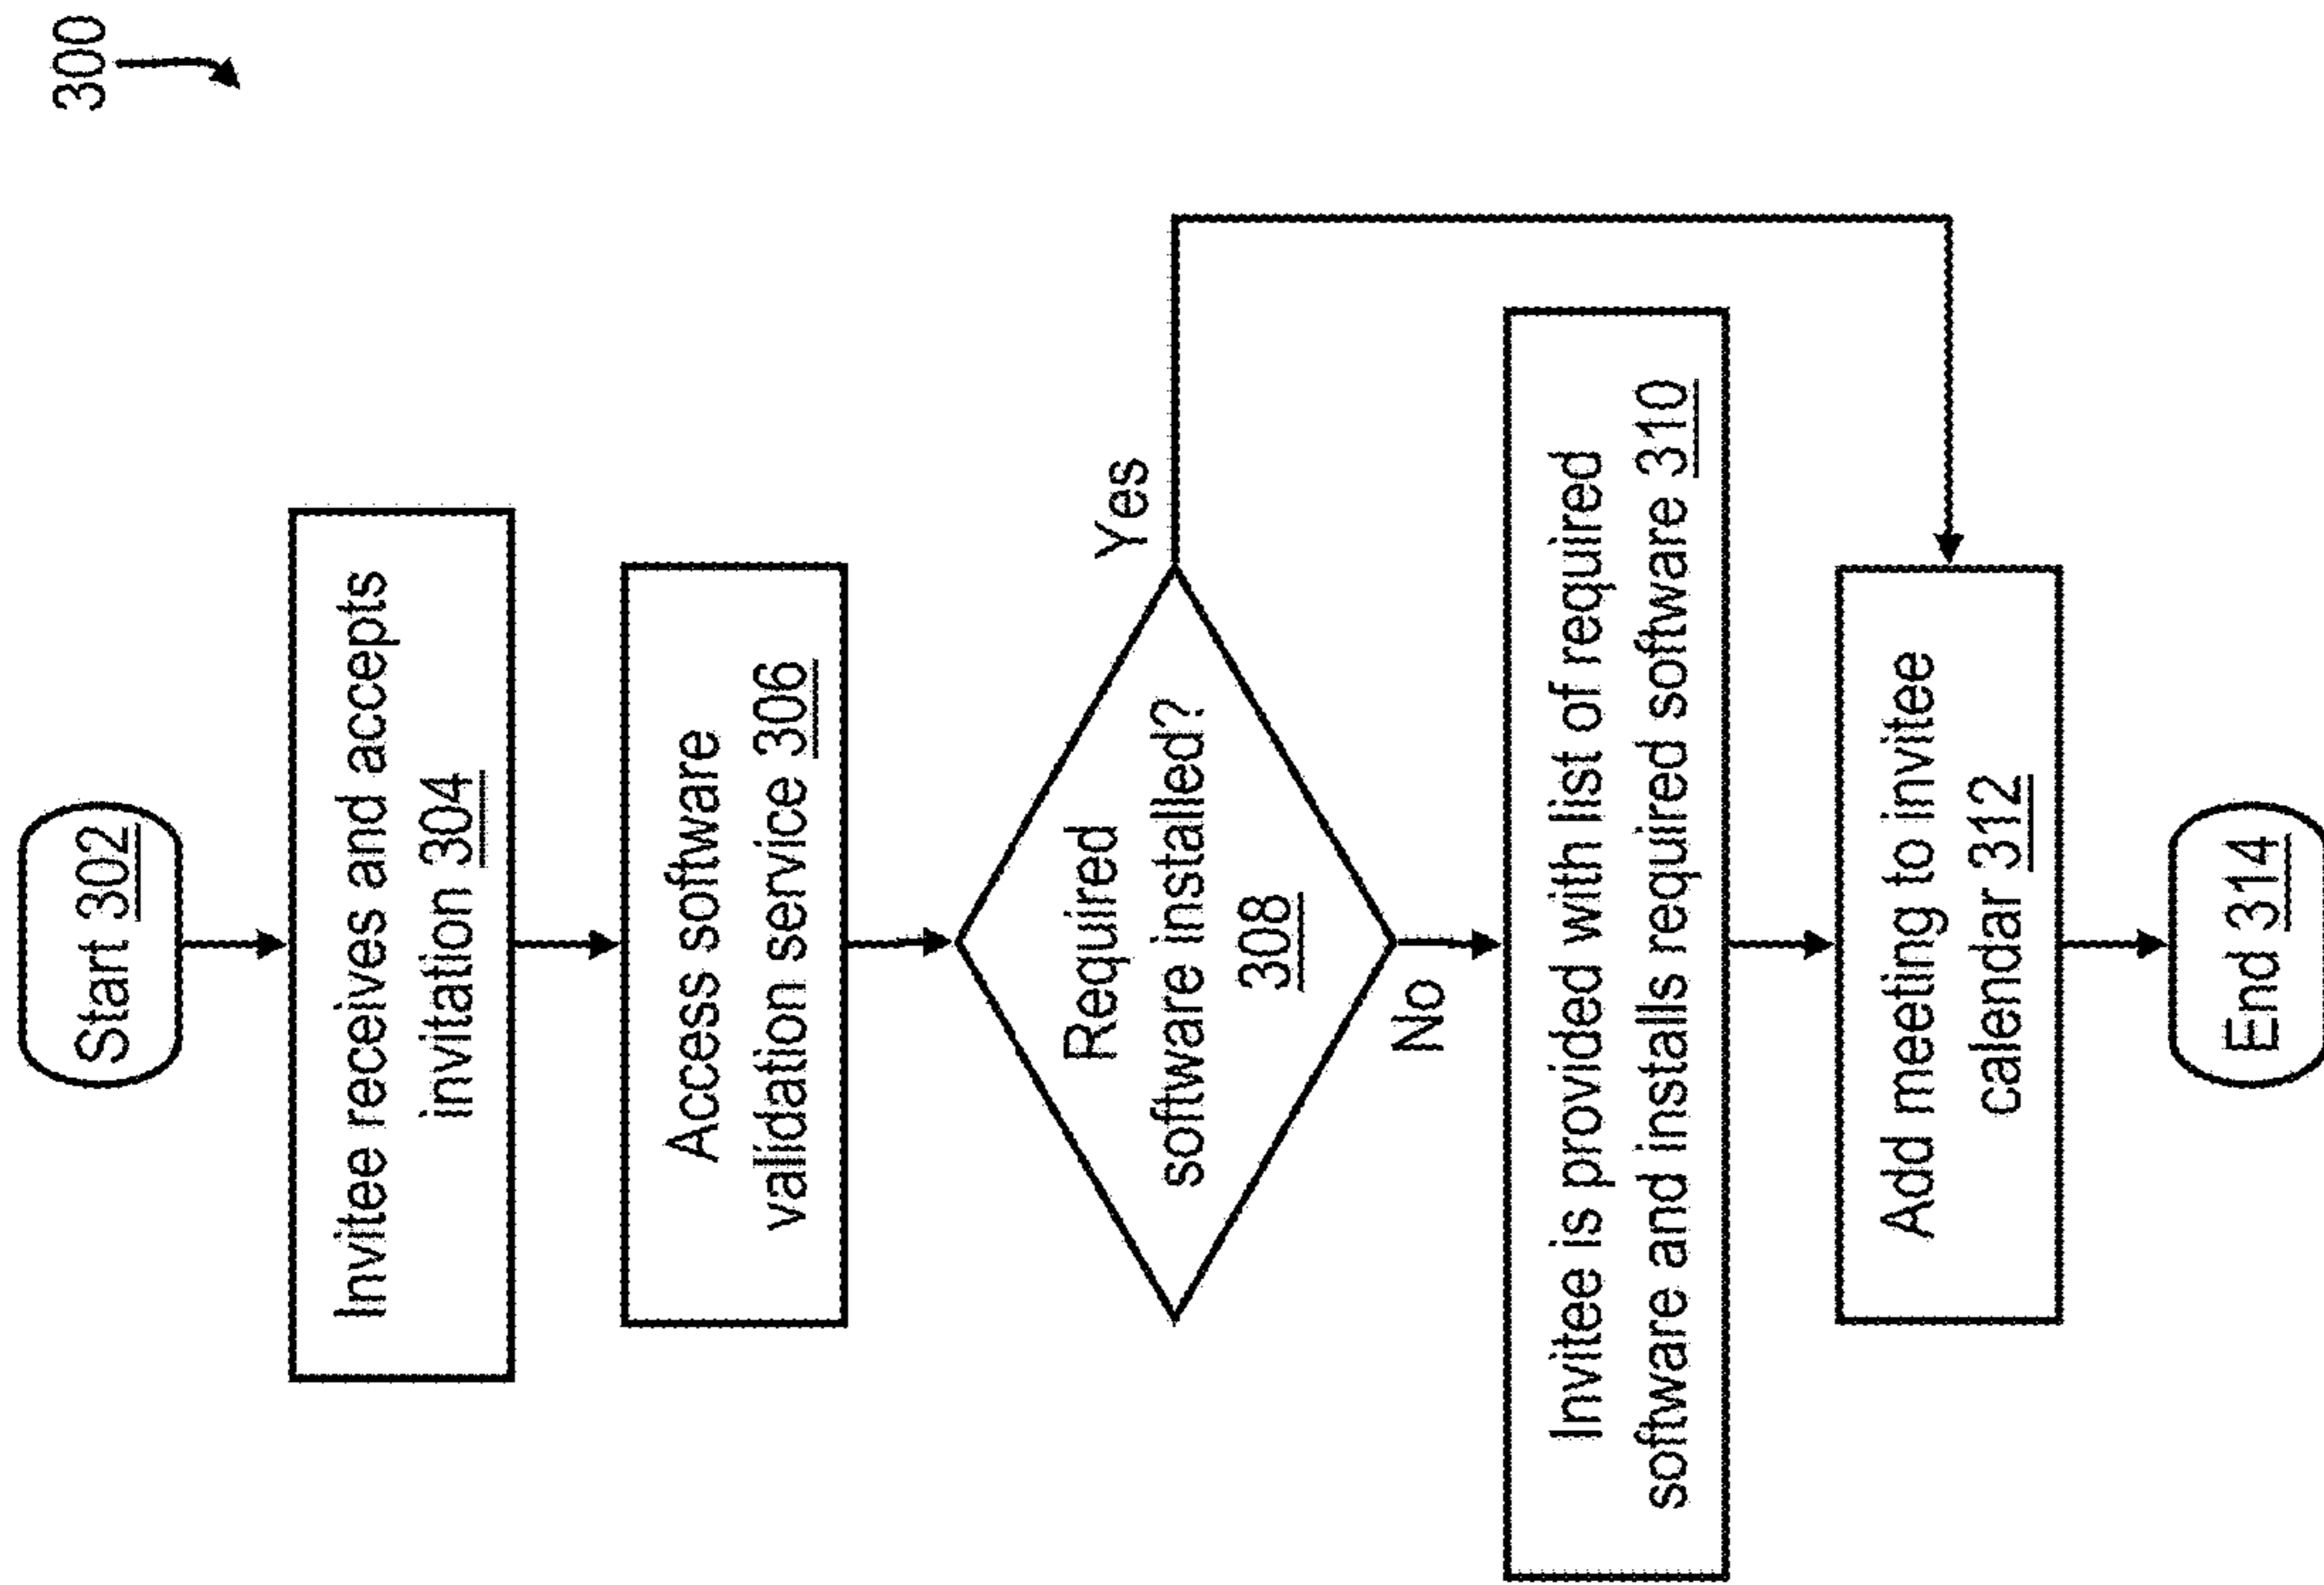 300
Start 302
Invitee receives and accepts
invitation 304
Access software
validation service 306
Required
software installed?
308
Yes
No
Invitee is provided with list of required
software and installs required software 310
Add meeting to invitee
calendar 312
End 314